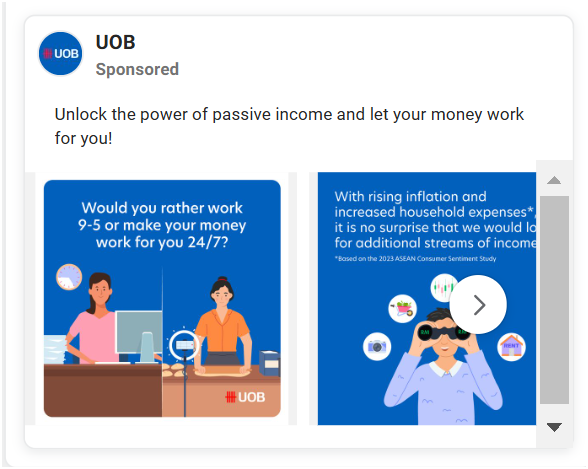 UOB
UOB
Sponsored
Unlock the power of passive income and let your money work
for you!
Would you rather work
9-5 or make your money
work for you 24/7?
UOB
With rising inflation and
increased household expenses*,
it is no surprise that we would lo
for additional streams of income
*Based on the 2023 ASEAN Consumer Sentiment Study
RM
RM
RENT